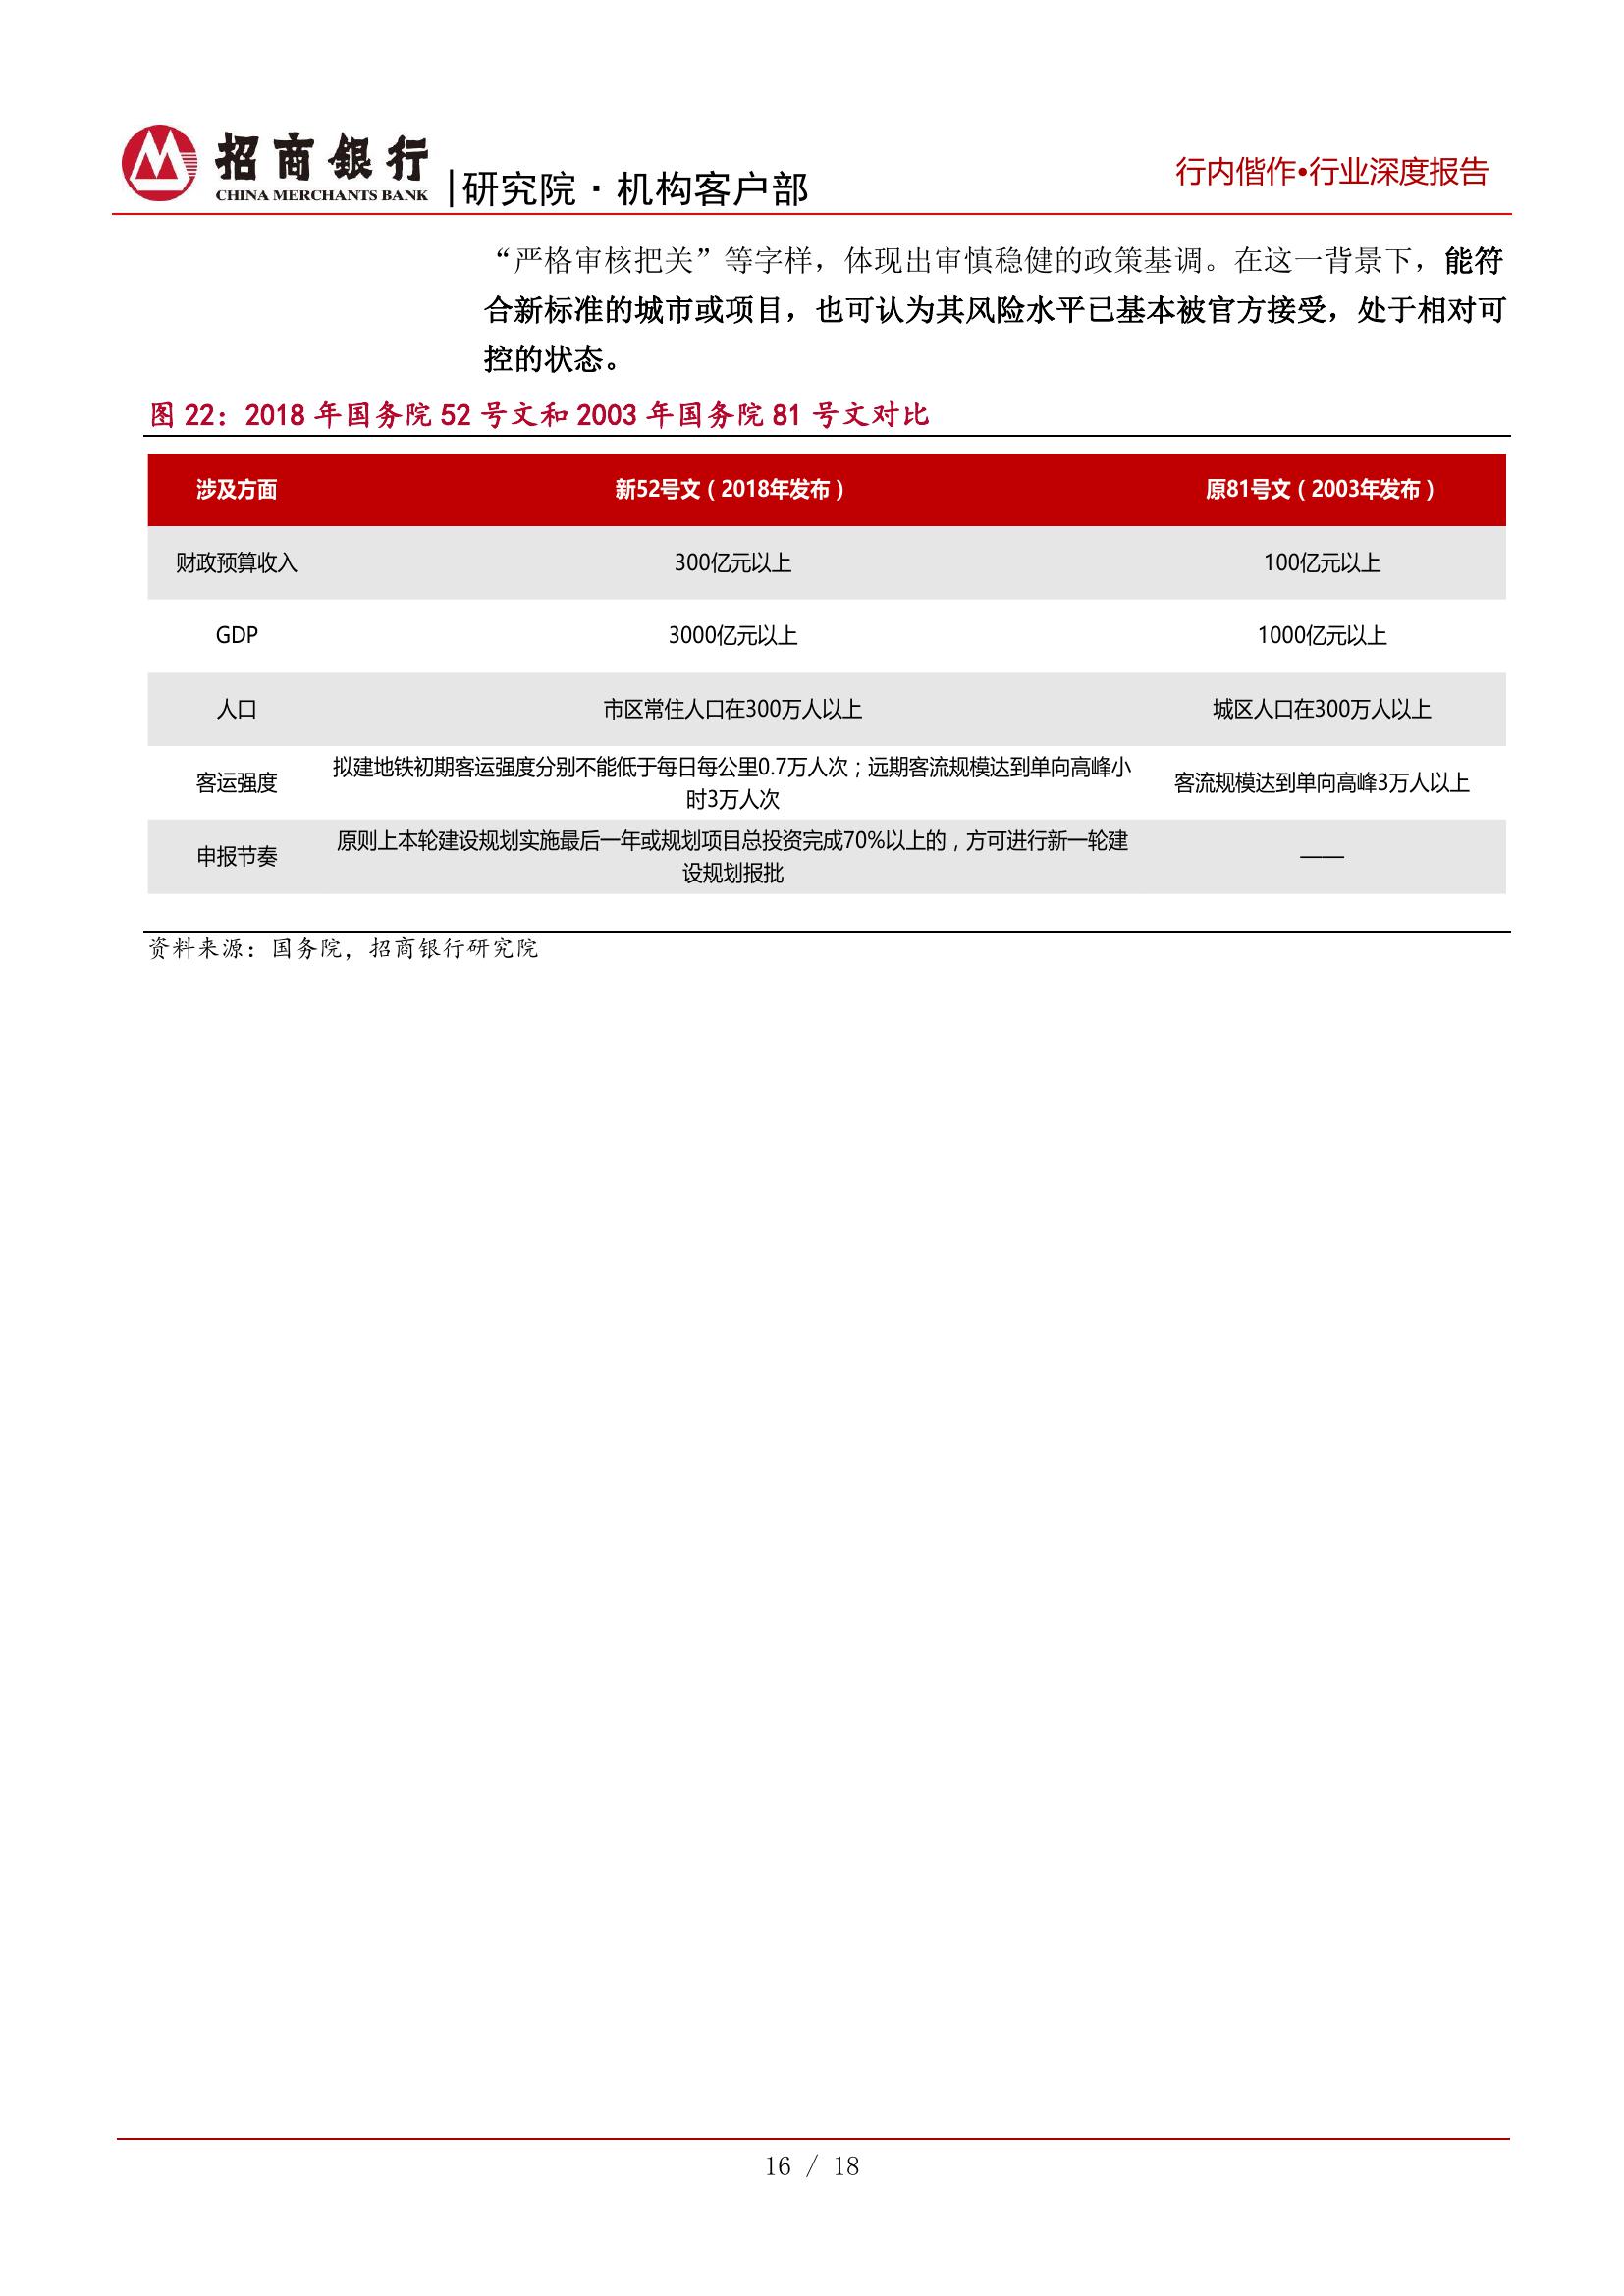 招商银行
CHINA MERCHANTS BANK
|研究院·机构客户部
行内偕作•行业深度报告
“严格审核把关”等字样，体现出审慎稳健的政策基调。在这一背景下，能符
合新标准的城市或项目，也可认为其风险水平已基本被官方接受，处于相对可
控的状态。
图 22：2018 年国务院 52 号文和 2003 年国务院 81 号文对比
涉及方面 新52号文（2018年发布） 原81号文（2003年发布）
财政预算收入 300亿元以上 100亿元以上
GDP 3000亿元以上 1000亿元以上
人口 市区常住人口在300万人以上 城区人口在300万人以上
客运强度 拟建地铁初期客运强度分别不能低于每日每公里0.7万人次；远期客流规模达到单向高峰小
时3万人次 客流规模达到单向高峰3万人以上
申报节奏 原则上本轮建设规划实施最后一年或规划项目总投资完成70%以上的，方可进行新一轮建
设规划报批 ——
资料来源：国务院，招商银行研究院
16 / 18